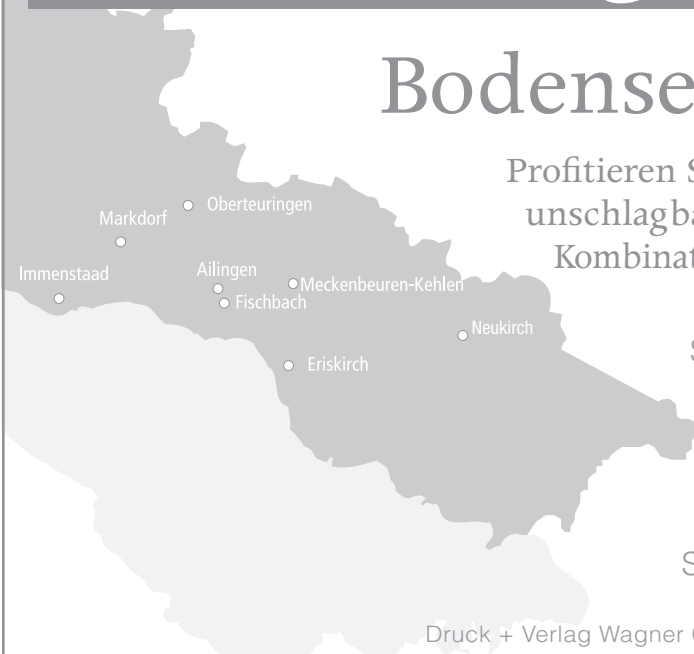 Bodense
Profitieren S
unschlagba
Kombinat
Oberteuringen
Markdorf
Immenstaad
Ailingen
Meckenbeuren-Kehlen
Fischbach
Neukirch
Eriskirch
S
S
Druck + Verlag Wagner